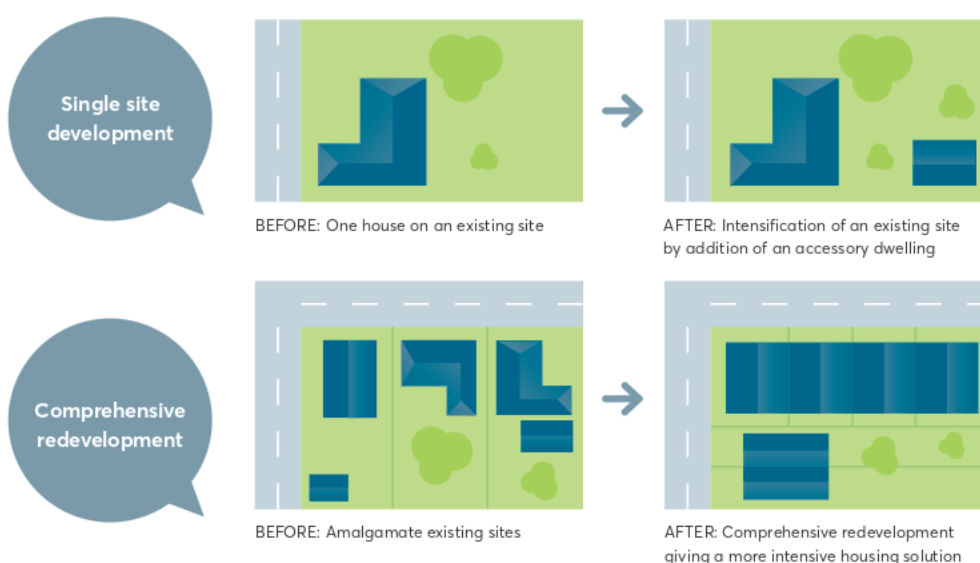 Single site
development
BEFORE: One house on an existing site
AFTER: Intensification of an existing site
by addition of an accessory dwelling
Comprehensive
redevelopment
BEFORE: Amalgamate existing sites
AFTER: Comprehensive redevelopment
giving a more intensive housing solution